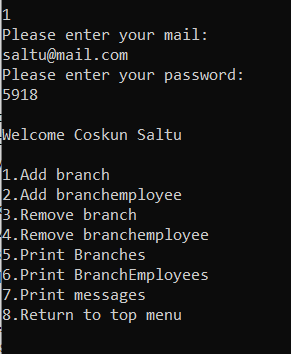 1
Please enter your mail:
saltu@mail.com
Please enter your password:
5918
Welcome Coskun Saltu
1.Add branch
2.Add branchemployee
3.Remove branch
4.Remove branchemployee
5.Print Branches
6.Print BranchEmployees
7.Print messages
8.Return to top menu